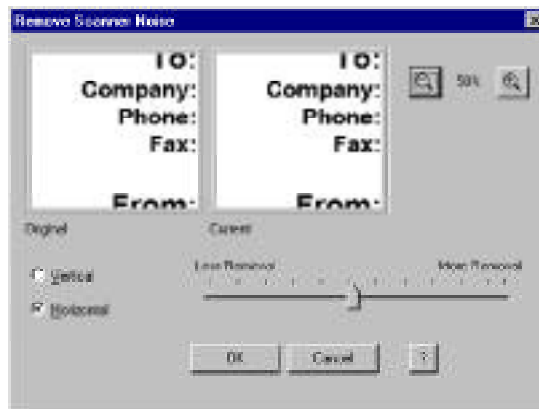 Remove Scanner Noise
To:
Company:
Phone:
Fax:
From:
To:
Company:
Phone:
Fax:
From:
50%
Original
Current
Vertical
Horizontal
Less Removal
More Removal
OK
Cancel
?